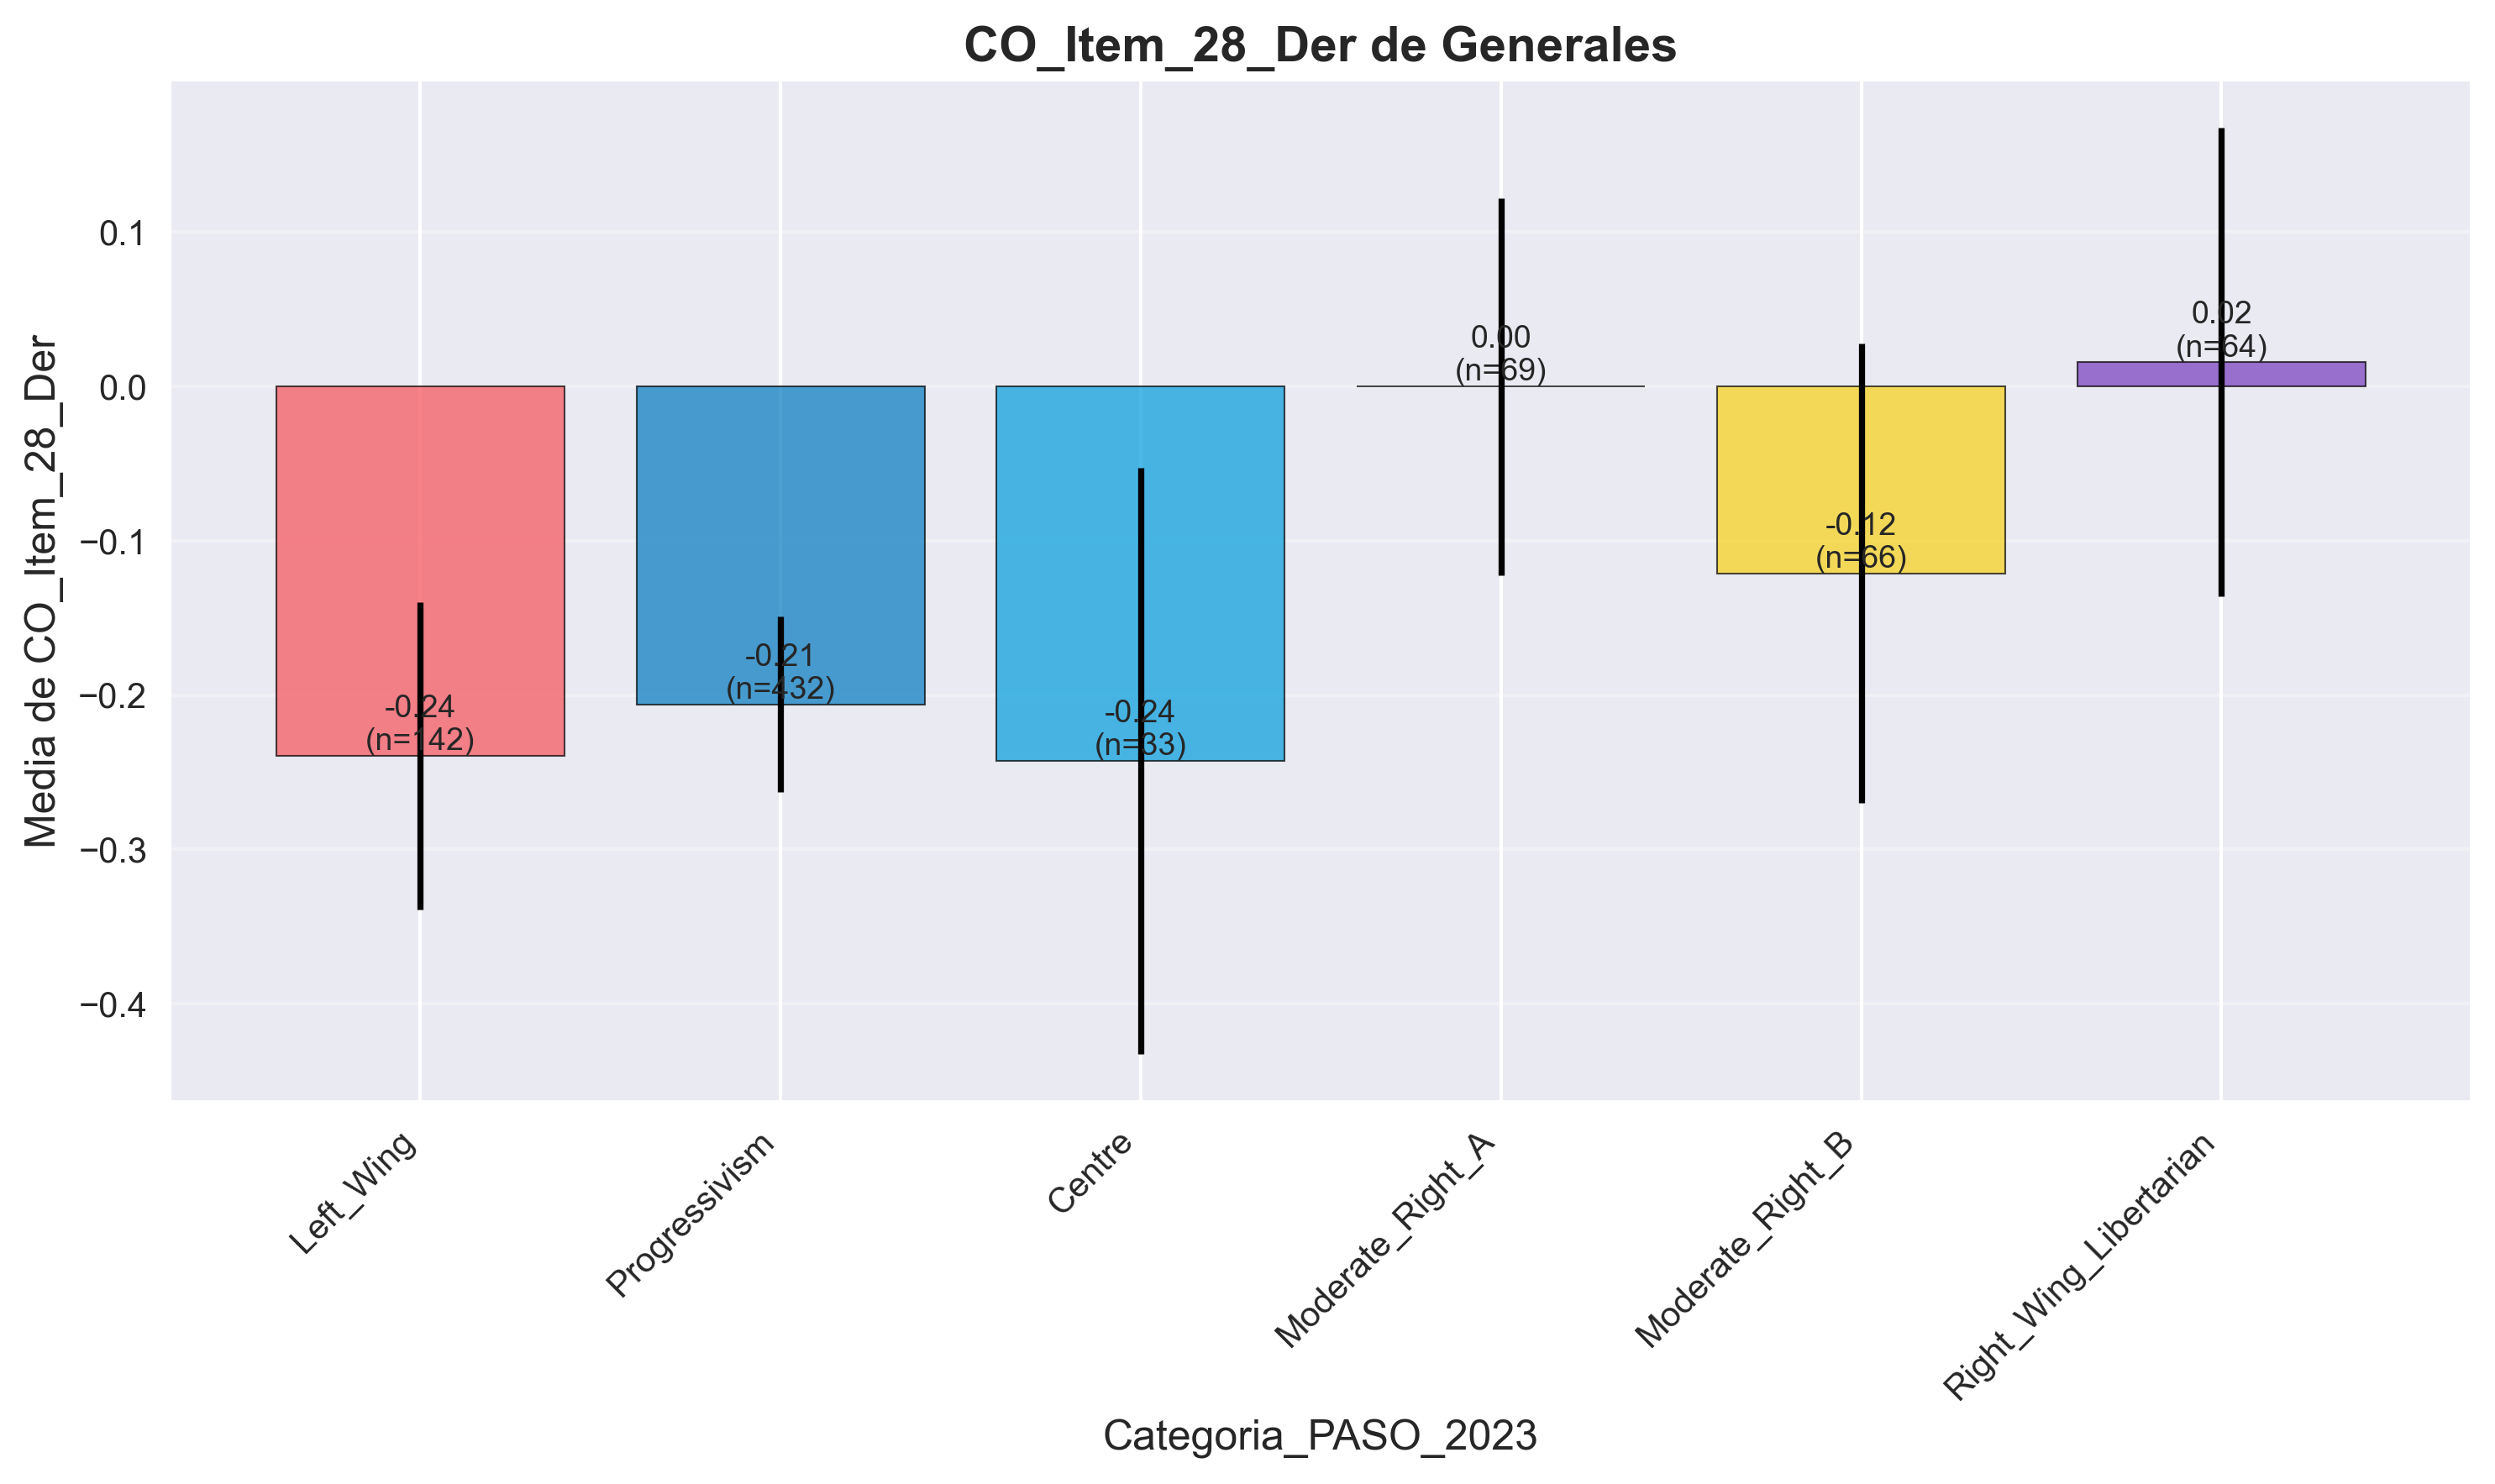 CO_Item_28_Der de Generales
Media de CO_Item_28_Der
0.1
0.0
−0.1
−0.2
−0.3
−0.4
-0.24
(n=142)
-0.21
(n=432)
-0.24
(n=33)
0.00
(n=69)
-0.12
(n=66)
0.02
(n=64)
Left_Wing
Progressivism
Centre
Moderate_Right_A
Moderate_Right_B
Right_Wing_Libertarian
Categoria_PASO_2023